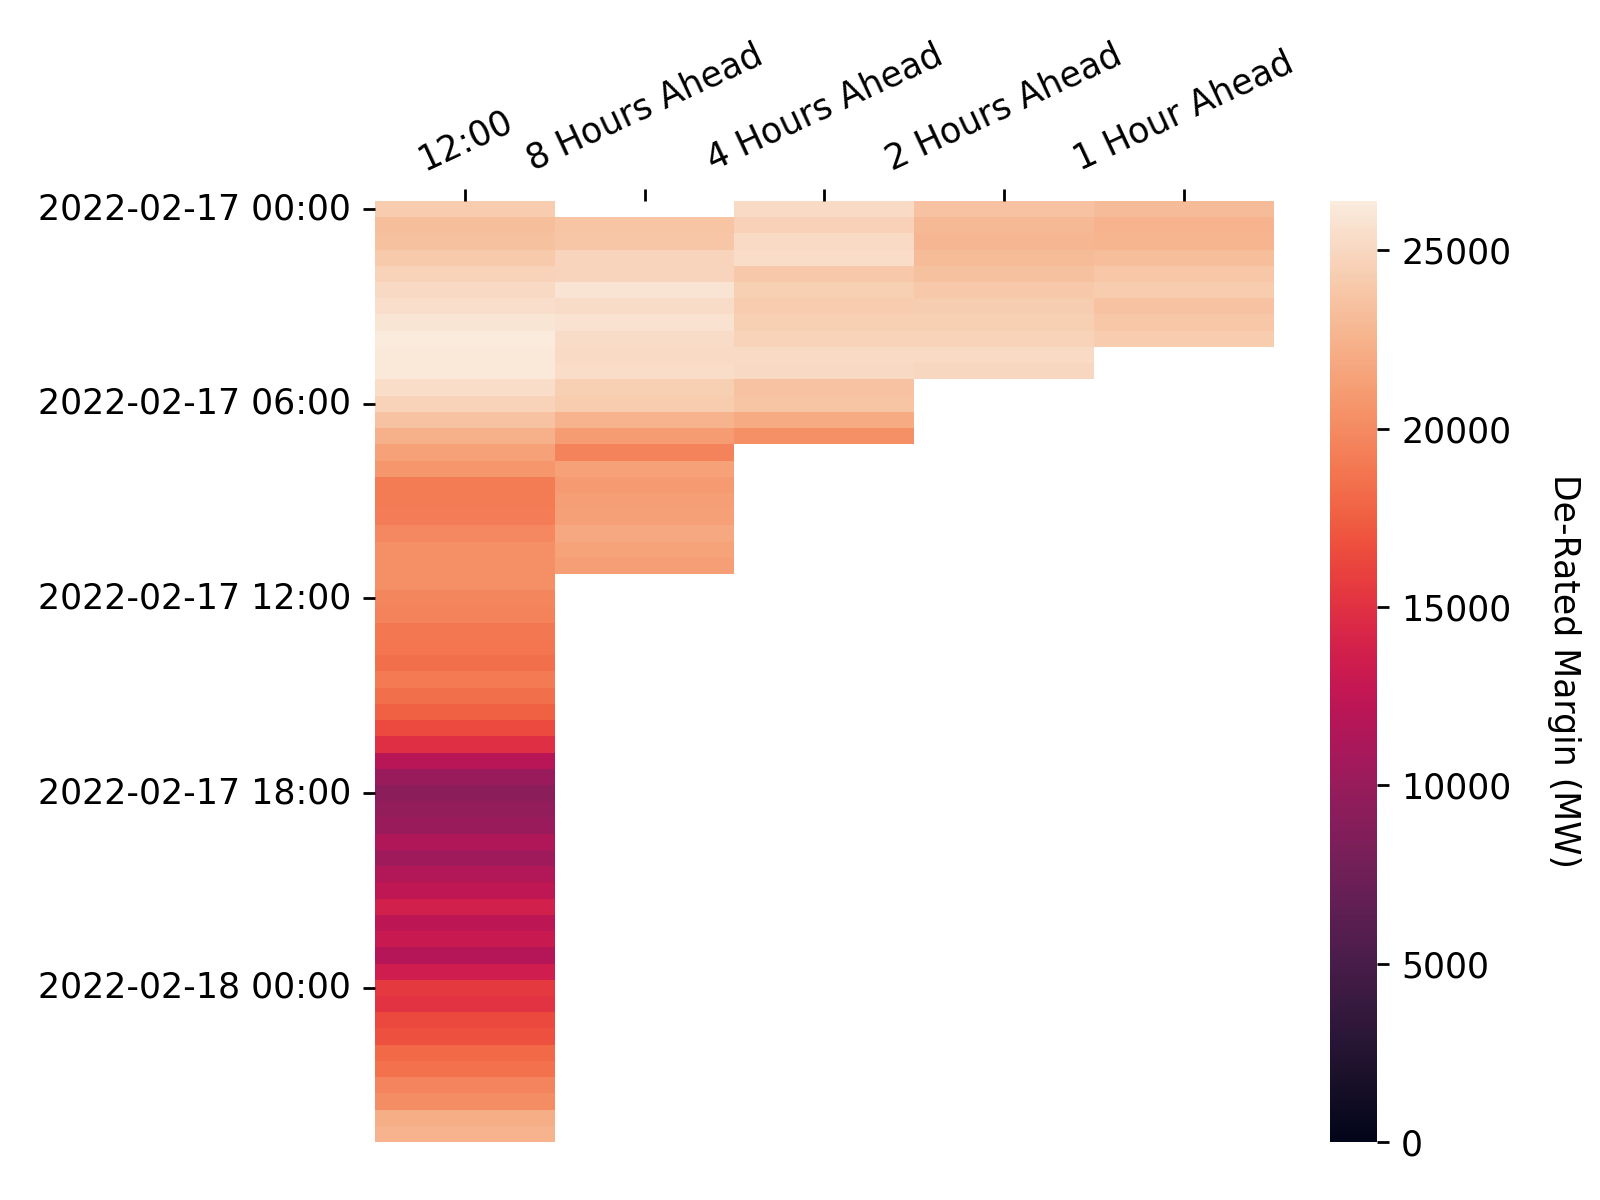 12:00
8 Hours Ahead
4 Hours Ahead
2 Hours Ahead
1 Hour Ahead
2022-02-17 00:00
2022-02-17 06:00
2022-02-17 12:00
2022-02-17 18:00
2022-02-18 00:00
25000
20000
15000
10000
5000
0
De-Rated Margin (MW)